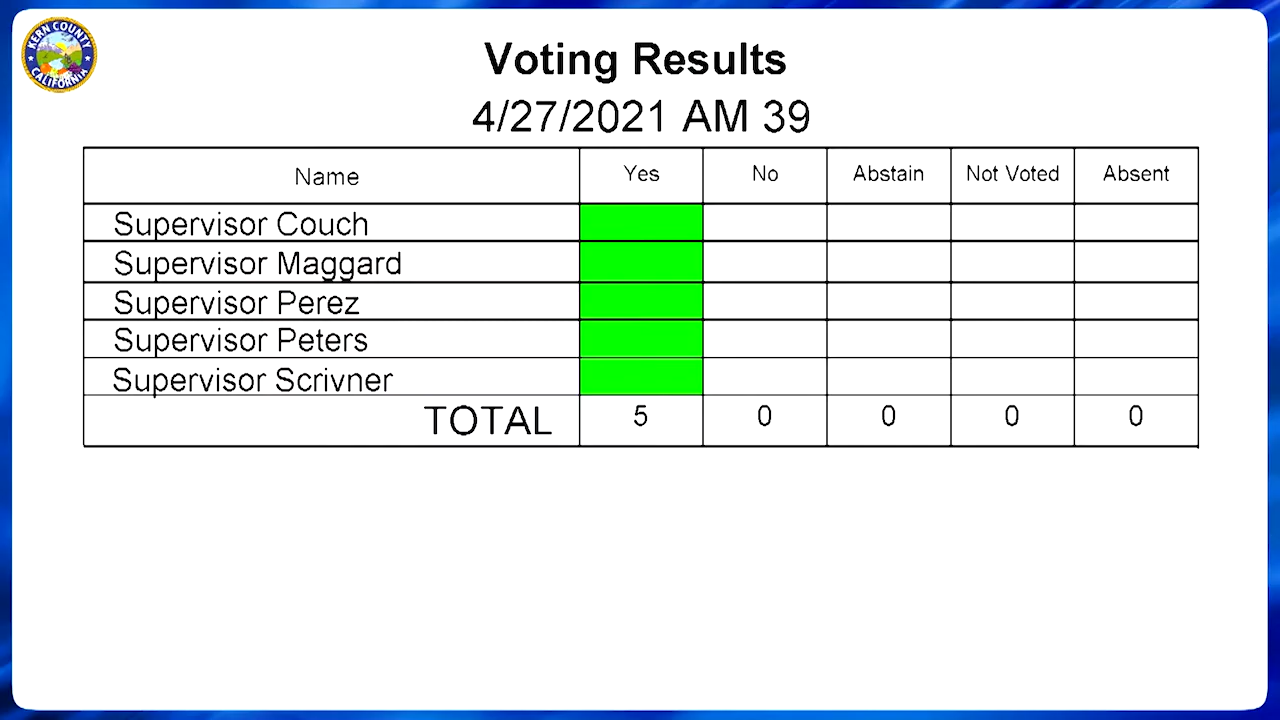 KERN COUNTY
CALIFORNIA
Voting Results
4/27/2021 AM 39
Name Yes No Abstain Not Voted Absent
Supervisor Couch
Supervisor Maggard
Supervisor Perez
Supervisor Peters
Supervisor Scrivner
TOTAL 5 0 0 0 0